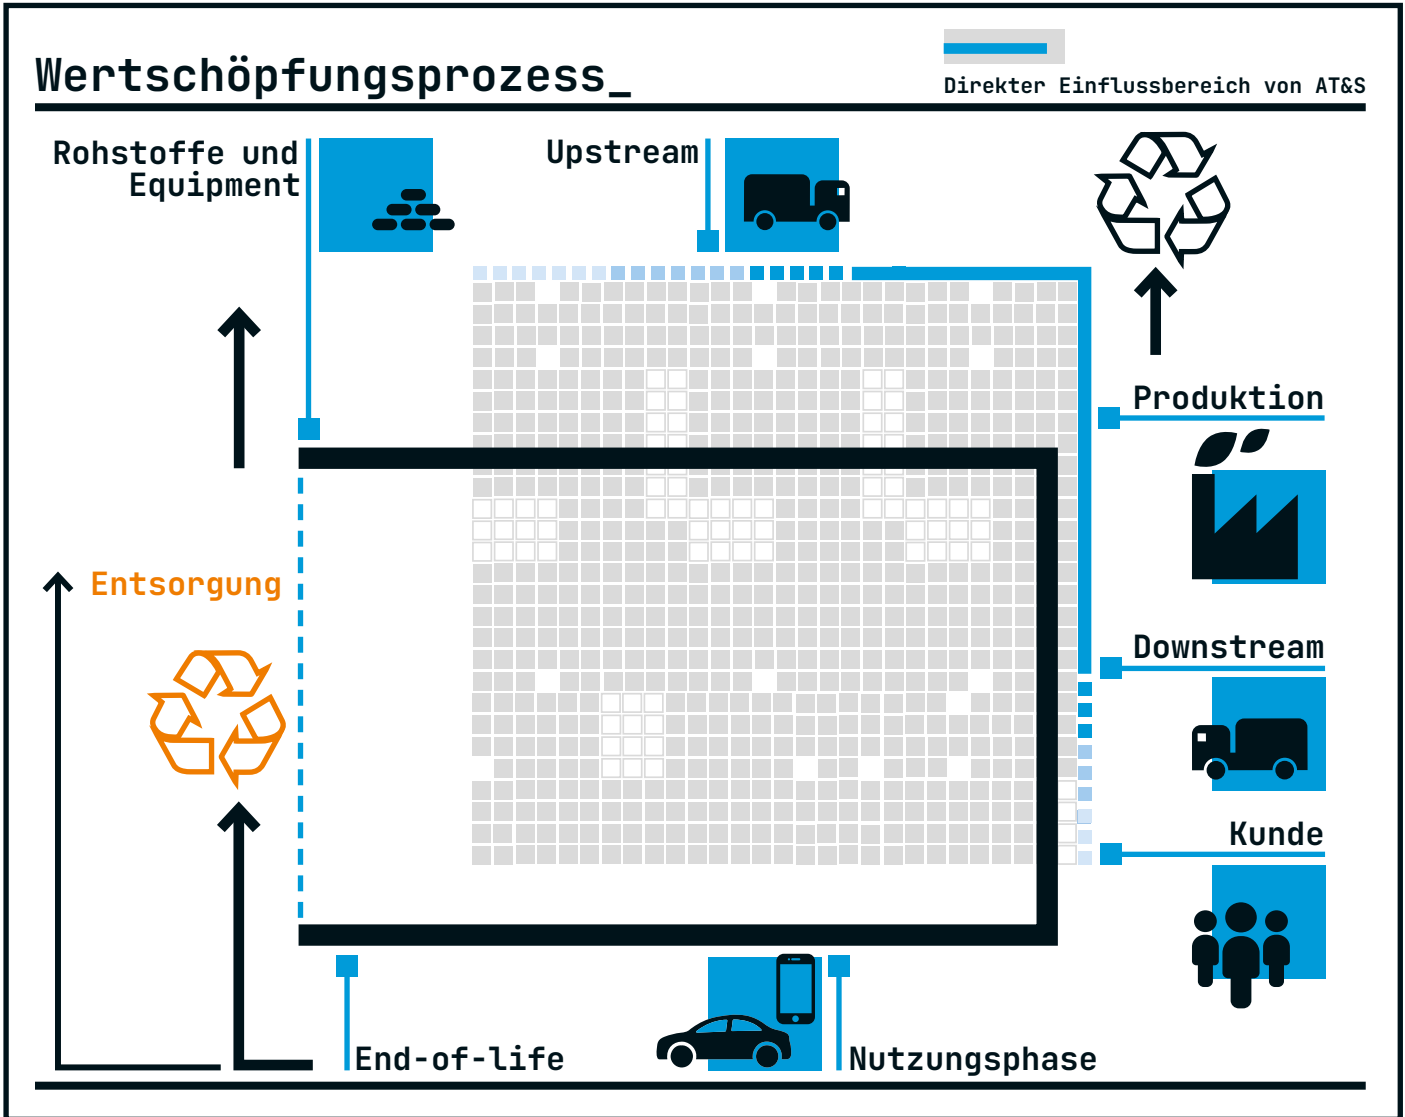 Wertschöpfungsprozess_
Direkter Einflussbereich von AT&S
Rohstoffe und
Equipment
Upstream
Produktion
Entsorgung
Downstream
Kunde
End-of-life
Nutzungsphase